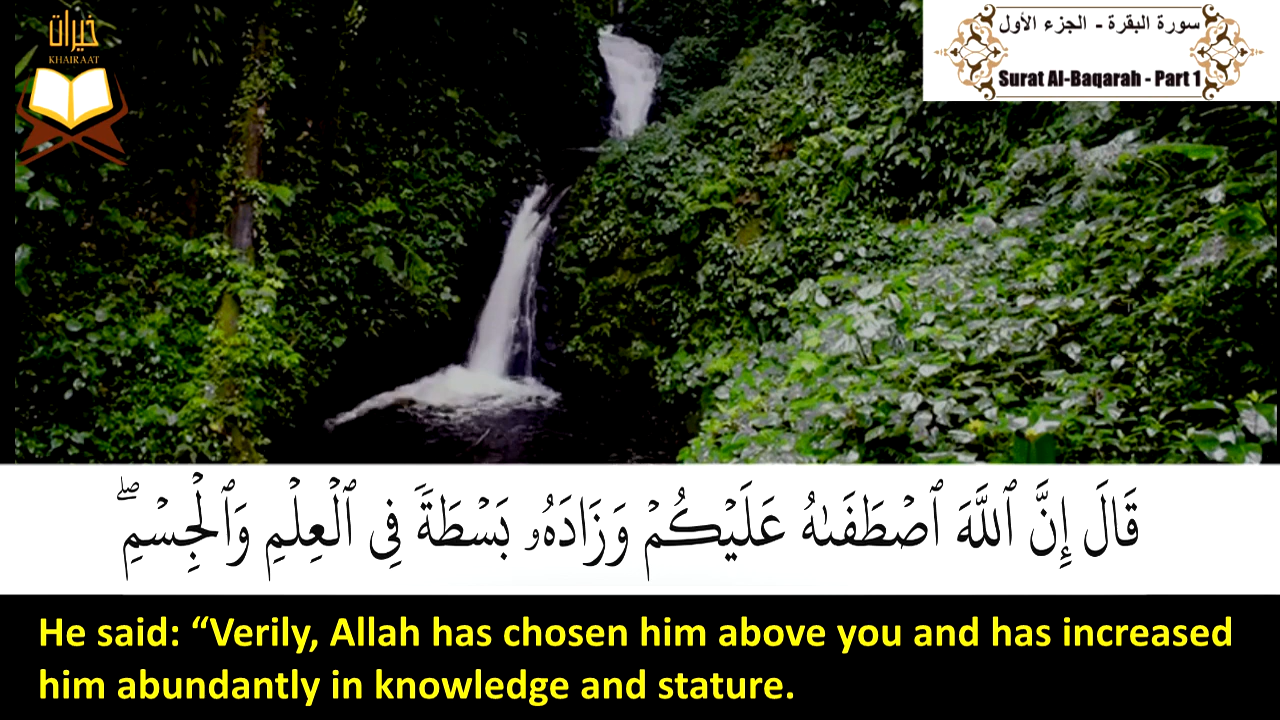 خيرات
KHAIRAAT
سورة البقرة - الجزء الأول
Surat Al-Baqarah - Part 1
قَالَ إِنَّ ٱللَّهَ ٱصۡطَفَىٰهُ عَلَيۡكُمۡ وَزَادَهُۥ بَسۡطَةٗ فِي ٱلۡعِلۡمِ وَٱلۡجِسۡمِۖ
He said: “Verily, Allah has chosen him above you and has increased
him abundantly in knowledge and stature.